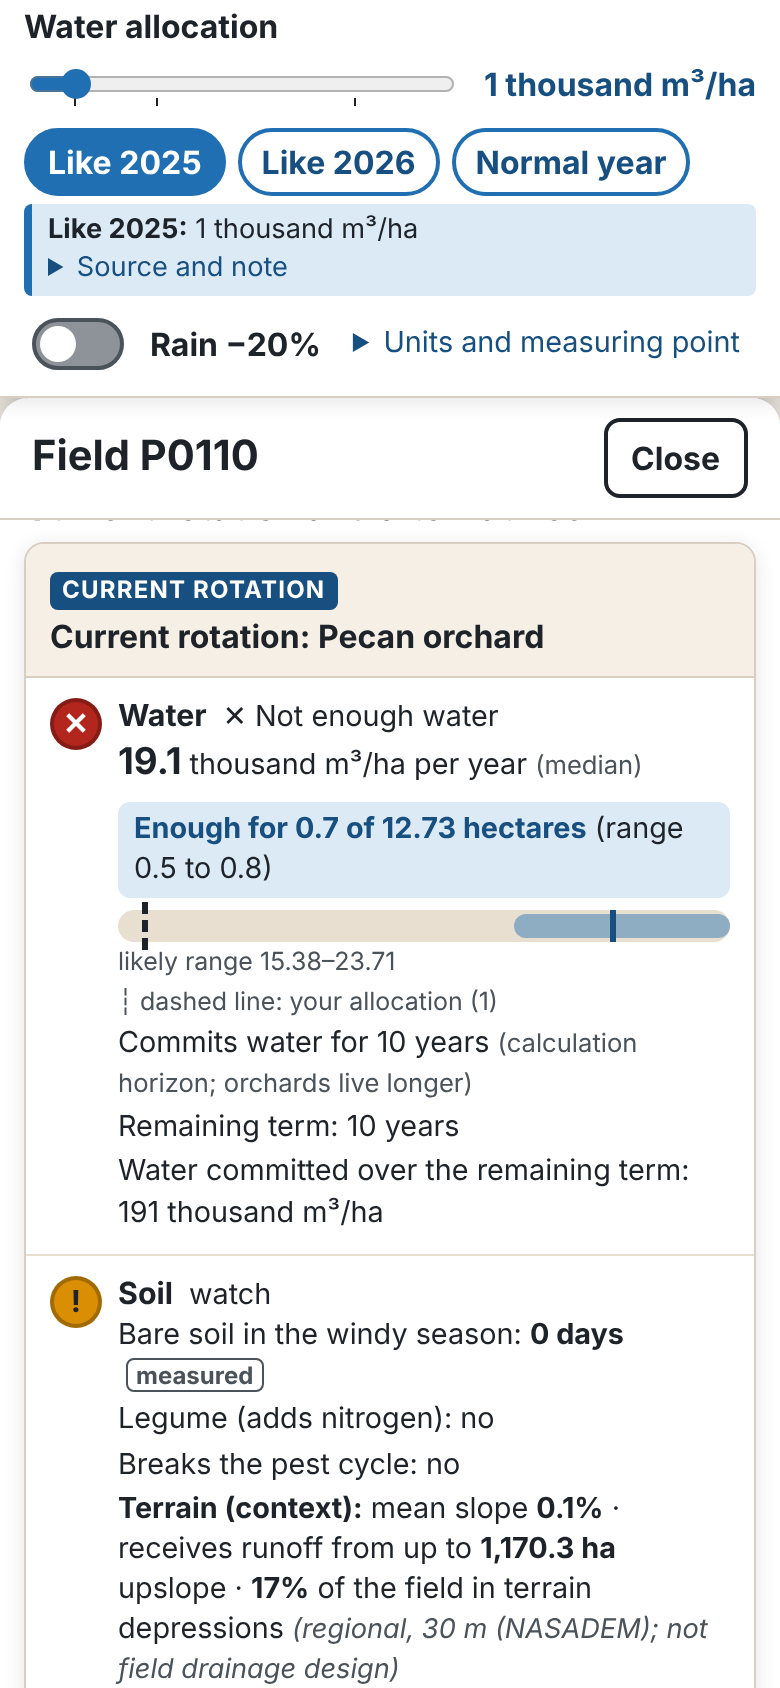 Water allocation
1 thousand m³/ha
Like 2025
Like 2026
Normal year
Like 2025: 1 thousand m³/ha
▶ Source and note
Rain −20%
▶ Units and measuring point
Field P0110
Close
CURRENT ROTATION
Current rotation: Pecan orchard
Water ✕ Not enough water
19.1 thousand m³/ha per year (median)
Enough for 0.7 of 12.73 hectares (range
0.5 to 0.8)
likely range 15.38–23.71
┊ dashed line: your allocation (1)
Commits water for 10 years (calculation
horizon; orchards live longer)
Remaining term: 10 years
Water committed over the remaining term:
191 thousand m³/ha
! Soil watch
Bare soil in the windy season: 0 days
measured
Legume (adds nitrogen): no
Breaks the pest cycle: no
Terrain (context): mean slope 0.1% ·
receives runoff from up to 1,170.3 ha
upslope · 17% of the field in terrain
depressions (regional, 30 m (NASADEM); not
field drainage design)